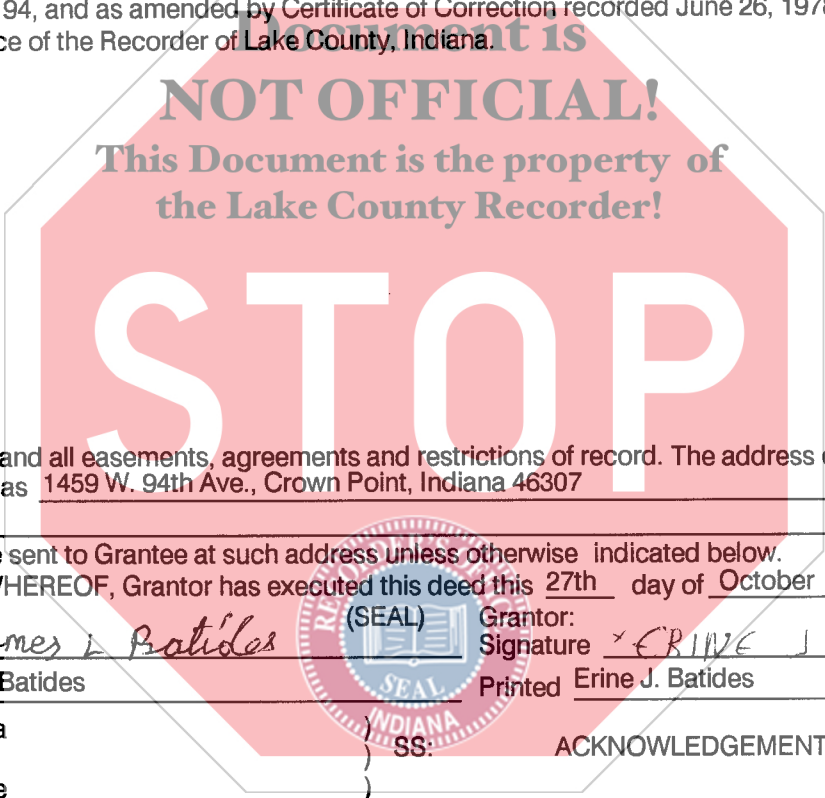 94, and as amended by Certificate of Correction recorded June 26, 1978
ce of the Recorder of Lake County, Indiana.
Document is
NOT OFFICIAL!
This Document is the property of
the Lake County Recorder!
STOP
and all easements, agreements and restrictions of record. The address
as 1459 W. 94th Ave., Crown Point, Indiana 46307
sent to Grantee at such address unless otherwise indicated below.
WHEREOF, Grantor has executed this deed this 27th day of October
(SEAL) Grantor:
mes L Batides Signature × ERINE J
Batides Printed Erine J. Batides
a ) SS: ACKNOWLEDGEMENT
)
e )
SEAL
INDIANA